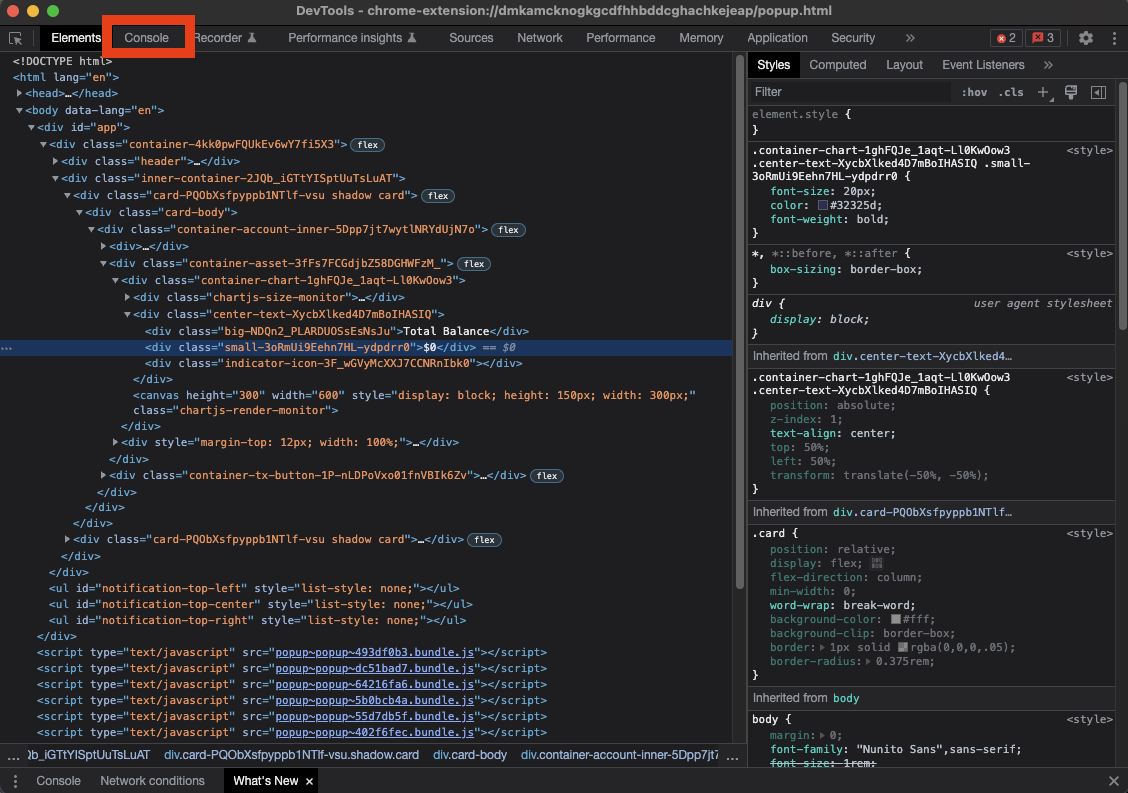 DevTools - chrome-extension://dmkamcknogkgcdfhhbddcghachkejeap/popup.html
Elements Console Recorder Performance insights Sources Network Performance Memory Application Security » 2 3
<!DOCTYPE html>
<html lang="en">
<head>…</head>
<body data-lang="en">
<div id="app">
<div class="container-4kk0pwFQUkEv6wY7fi5X3"> flex
<div class="header">…</div>
<div class="inner-container-2JQb_iGTtYISptUuTsLuAT">
<div class="card-PQObXsfpyppb1NTlf-vsu shadow card"> flex
<div class="card-body">
<div class="container-account-inner-5Dpp7jt7wytlNRYdUjN7o"> flex
<div>…</div>
<div class="container-asset-3fFs7FCGdjbZ58DGHWFzM_"> flex
<div class="container-chart-1ghFQJe_1aqt-Ll0KwOow3">
<div class="chartjs-size-monitor">…</div>
<div class="center-text-XycbXlked4D7mBoIHASIQ">
<div class="big-NDQn2_PLARDUOSsEsNsJu">Total Balance</div>
<div class="small-3oRmUi9Eehn7HL-ydpdrr0">$0</div> == $0
<div class="indicator-icon-3F_wGVyMcXXJ7CCNRnIbk0"></div>
</div>
<canvas height="300" width="600" style="display: block; height: 150px; width: 300px;"
class="chartjs-render-monitor">
</div>
<div style="margin-top: 12px; width: 100%;">…</div>
</div>
<div class="container-tx-button-1P-nLDPoVxo01fnVBIk6Zv">…</div> flex
</div>
</div>
</div>
<div class="card-PQObXsfpyppb1NTlf-vsu shadow card">…</div> flex
</div>
</div>
<ul id="notification-top-left" style="list-style: none;"></ul>
<ul id="notification-top-center" style="list-style: none;"></ul>
<ul id="notification-top-right" style="list-style: none;"></ul>
</div>
<script type="text/javascript" src="popup~popup~493df0b3.bundle.js"></script>
<script type="text/javascript" src="popup~popup~dc51bad7.bundle.js"></script>
<script type="text/javascript" src="popup~popup~64216fa6.bundle.js"></script>
<script type="text/javascript" src="popup~popup~5b0bcb4a.bundle.js"></script>
<script type="text/javascript" src="popup~popup~55d7db5f.bundle.js"></script>
<script type="text/javascript" src="popup~popup~402f6fec.bundle.js"></script>
… Qb_iGTtYISptUuTsLuAT div.card-PQObXsfpyppb1NTlf-vsu.shadow.card div.card-body div.container-account-inner-5Dpp7jt7 …
Styles Computed Layout Event Listeners »
Filter :hov .cls +
element.style {
}
.container-chart-1ghFQJe_1aqt-Ll0KwOow3 <style>
.center-text-XycbXlked4D7mBoIHASIQ .small-
3oRmUi9Eehn7HL-ydpdrr0 {
font-size: 20px;
color: #32325d;
font-weight: bold;
}
*, *::before, *::after { <style>
box-sizing: border-box;
}
div { user agent stylesheet
display: block;
}
Inherited from div.center-text-XycbXlked4…
.container-chart-1ghFQJe_1aqt-Ll0KwOow3 <style>
.center-text-XycbXlked4D7mBoIHASIQ {
position: absolute;
z-index: 1;
text-align: center;
top: 50%;
left: 50%;
transform: translate(-50%, -50%);
}
Inherited from div.card-PQObXsfpyppb1NTlf…
.card { <style>
position: relative;
display: flex;
flex-direction: column;
min-width: 0;
word-wrap: break-word;
background-color: #fff;
background-clip: border-box;
border: 1px solid rgba(0,0,0,.05);
border-radius: 0.375rem;
}
Inherited from body
body { <style>
margin: 0;
font-family: "Nunito Sans",sans-serif;
font-size: 1rem;
Console Network conditions What's New ×